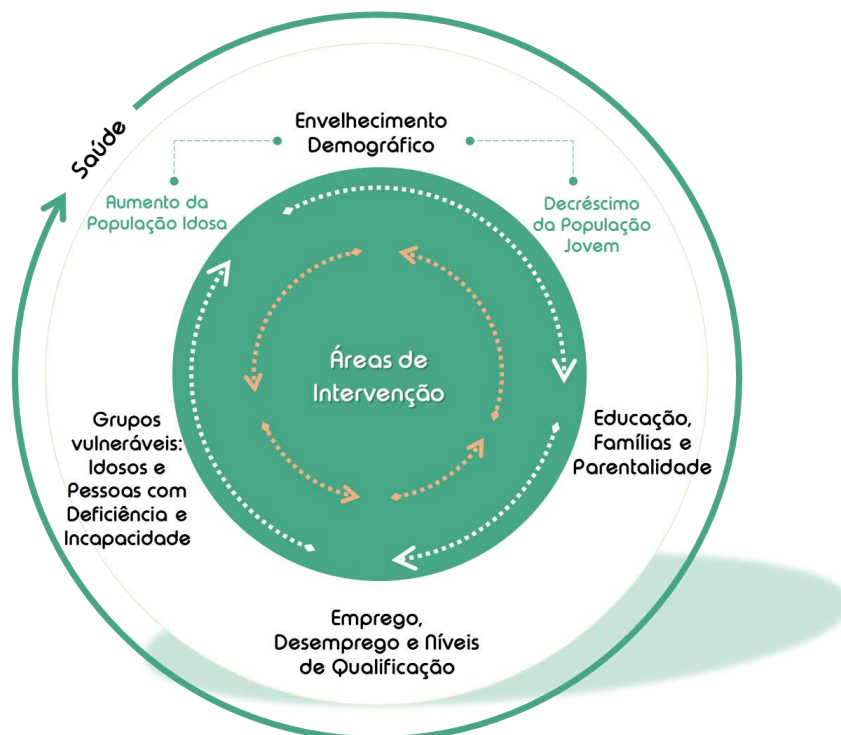 Saúde
Envelhecimento
Demográfico
Aumento da
População Idosa
Decréscimo
da População
Jovem
Áreas de
Intervenção
Grupos
vulneráveis:
Idosos e
Pessoas com
Deficiência e
Incapacidade
Educação,
Famílias e
Parentalidade
Emprego,
Desemprego e Níveis
de Qualificação